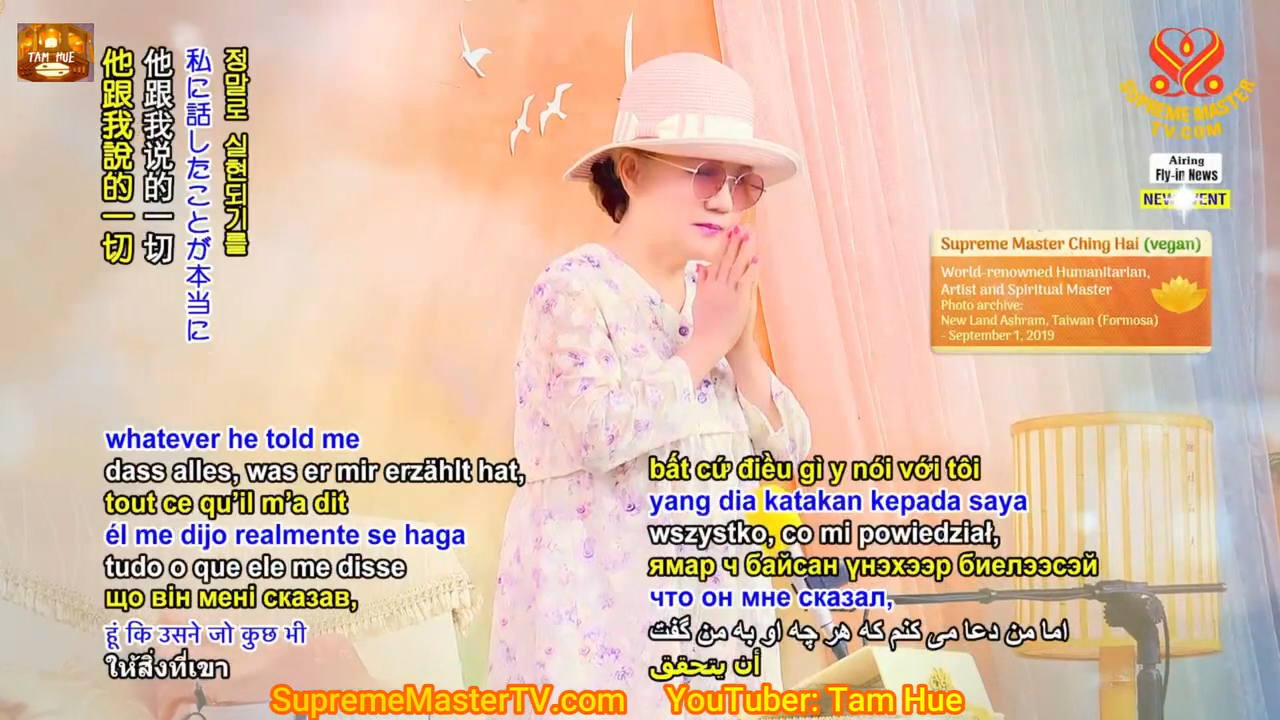 TAM HUE
他跟我說的一切
他跟我说的一切
私に話したことが本当に
정말로 실현되기를
SUPREME MASTER
TV.COM
Airing
Fly-in News
Supreme Master Ching Hai (vegan)
World-renowned Humanitarian,
Artist and Spiritual Master
Photo archive:
New Land Ashram, Taiwan (Formosa)
- September 1, 2019
whatever he told me
dass alles, was er mir erzählt hat,
tout ce qu’il m’a dit
él me dijo realmente se haga
tudo o que ele me disse
що він мені сказав,
हूं कि उसने जो कुछ भी
ให้สิ่งที่เขา
bất cứ điều gì y nói với tôi
yang dia katakan kepada saya
wszystko, co mi powiedział,
ямар ч байсан үнэхээр биелээсэй
что он мне сказал,
اما من دعا می کنم که هر چه او به من گفت
أن يتحقق
SupremeMasterTV.com YouTuber: Tam Hue